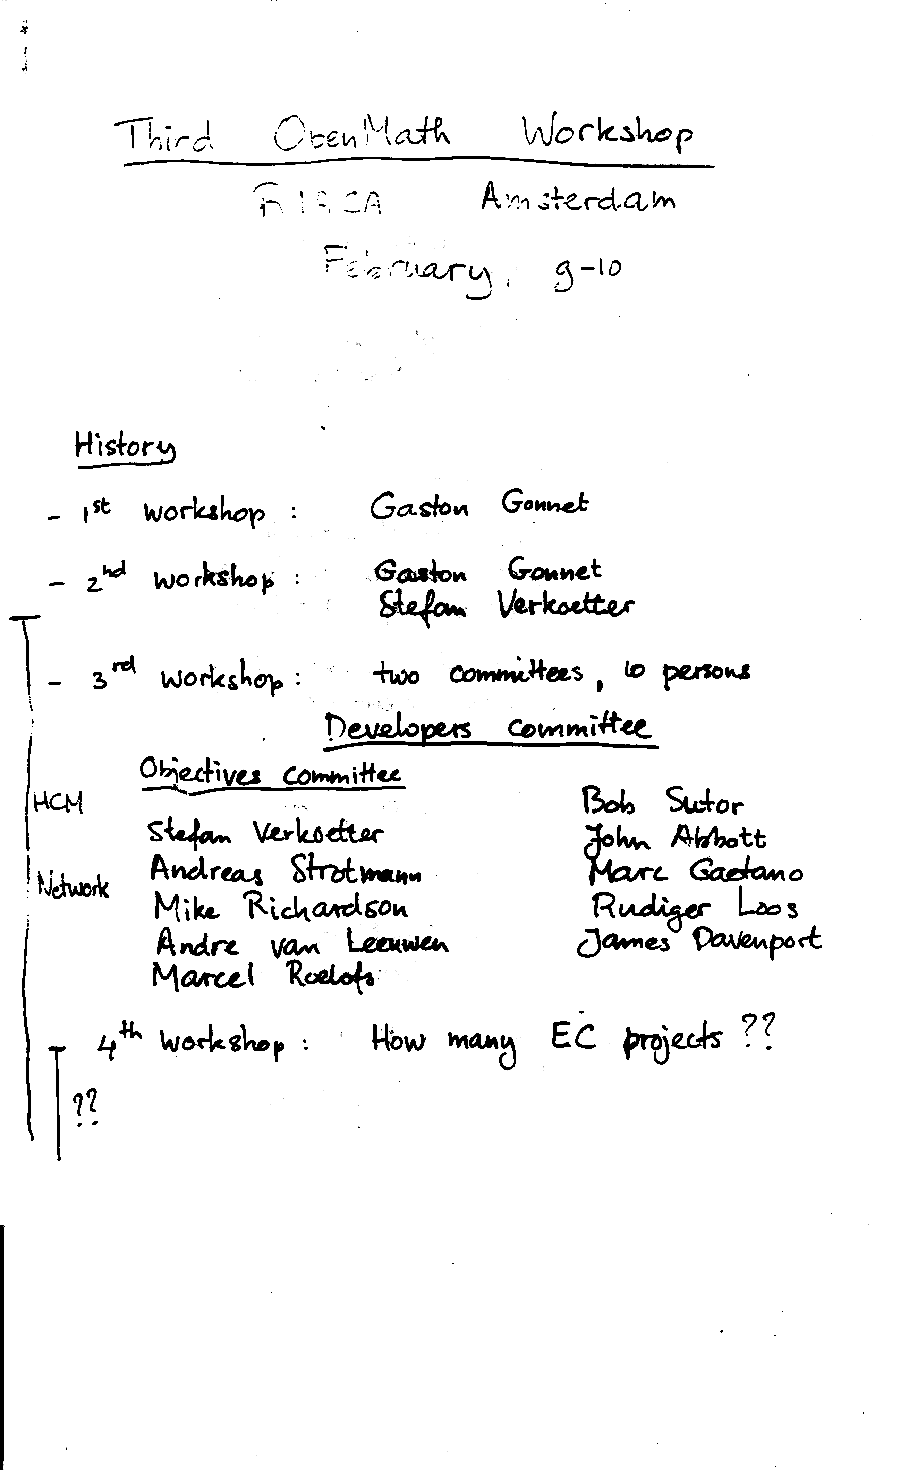 Third OpenMath Workshop
RIACA Amsterdam
February, 9-10
History
- 1st workshop : Gaston Gonnet
- 2nd workshop : Gaston Gonnet
Stefan Vorkoetter
- 3rd workshop : two committees, 10 persons
Developers committee
Objectives committee
HCM
Network
Stefan Vorkoetter
Andreas Strotmann
Mike Richardson
Andre van Leeuwen
Marcel Roelofs
Bob Sutor
John Abbott
Marc Gaetano
Rudiger Loos
James Davenport
- 4th workshop : How many EC projects ??
??